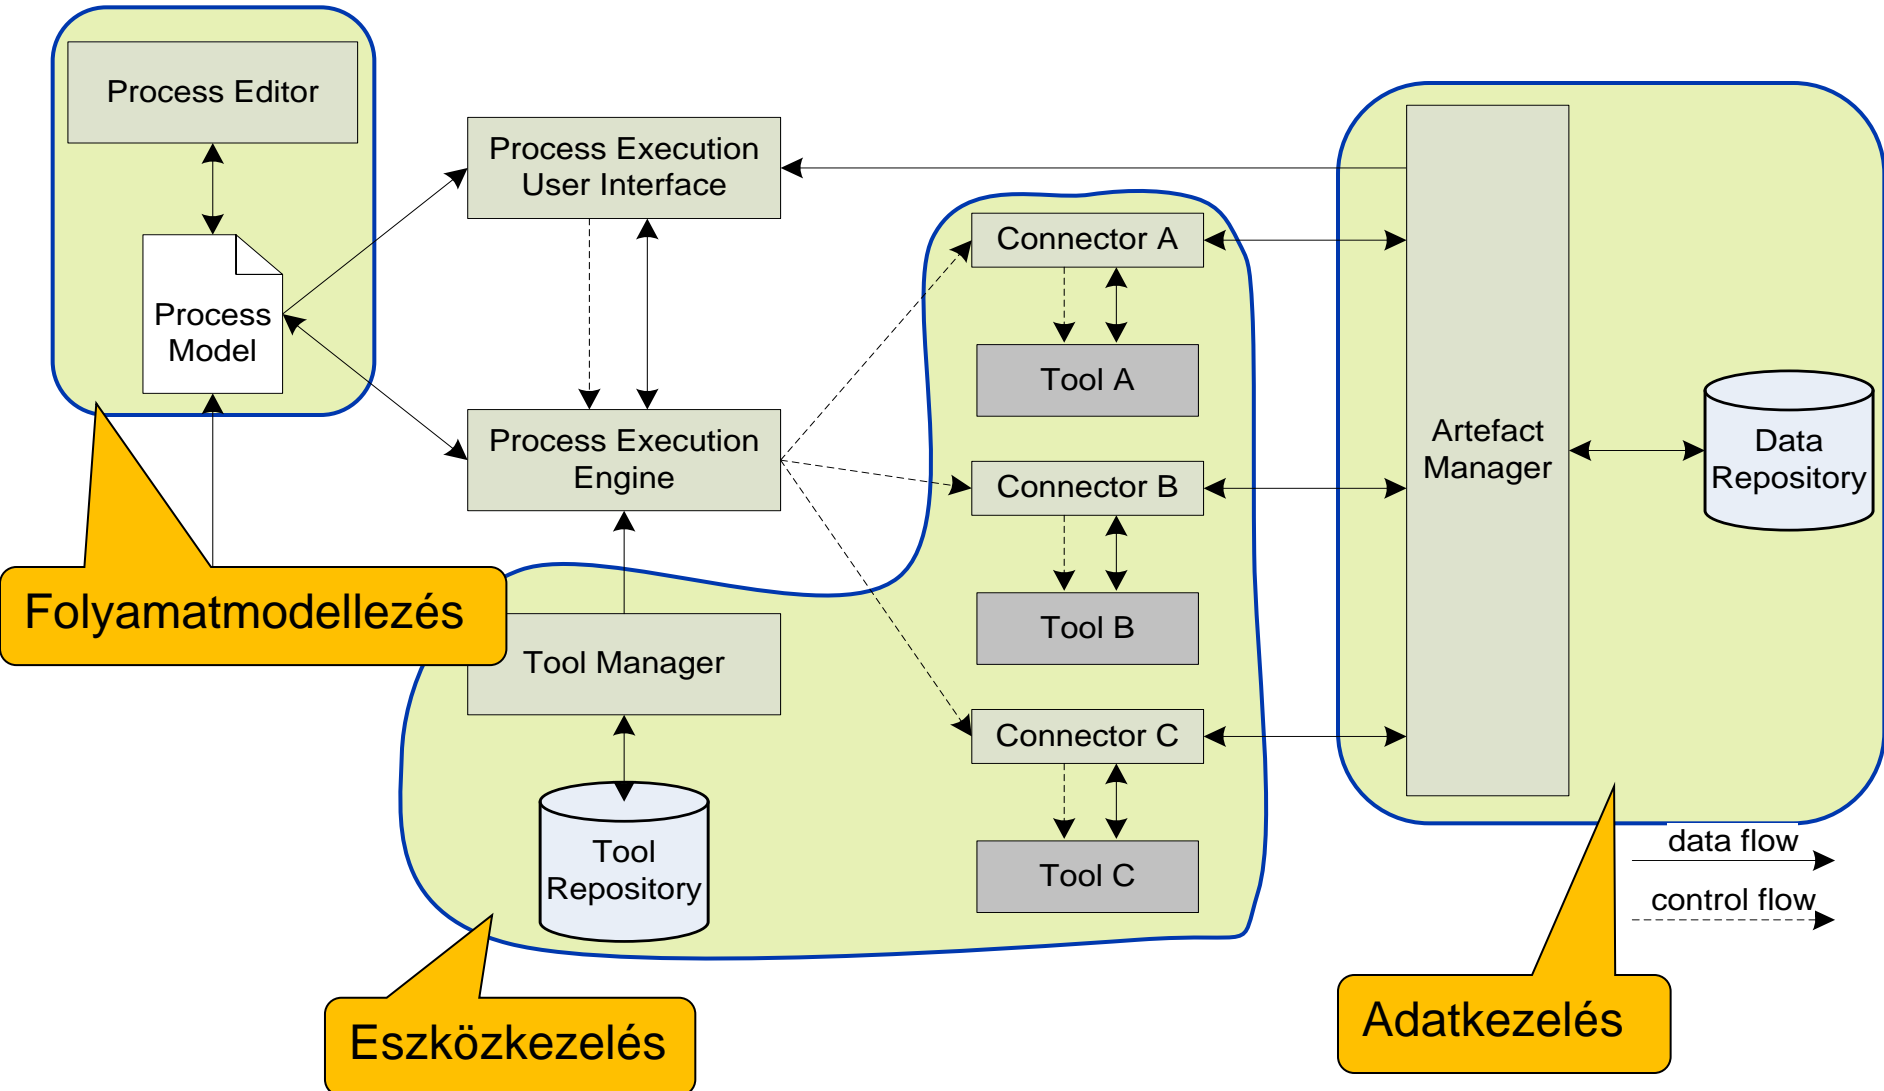 Process Editor
Process
Model
Process Execution
User Interface
Process Execution
Engine
Folyamatmodellezés
Tool Manager
Tool
Repository
Eszközkezelés
Connector A
Tool A
Connector B
Tool B
Connector C
Tool C
Artefact
Manager
Data
Repository
data flow
control flow
Adatkezelés